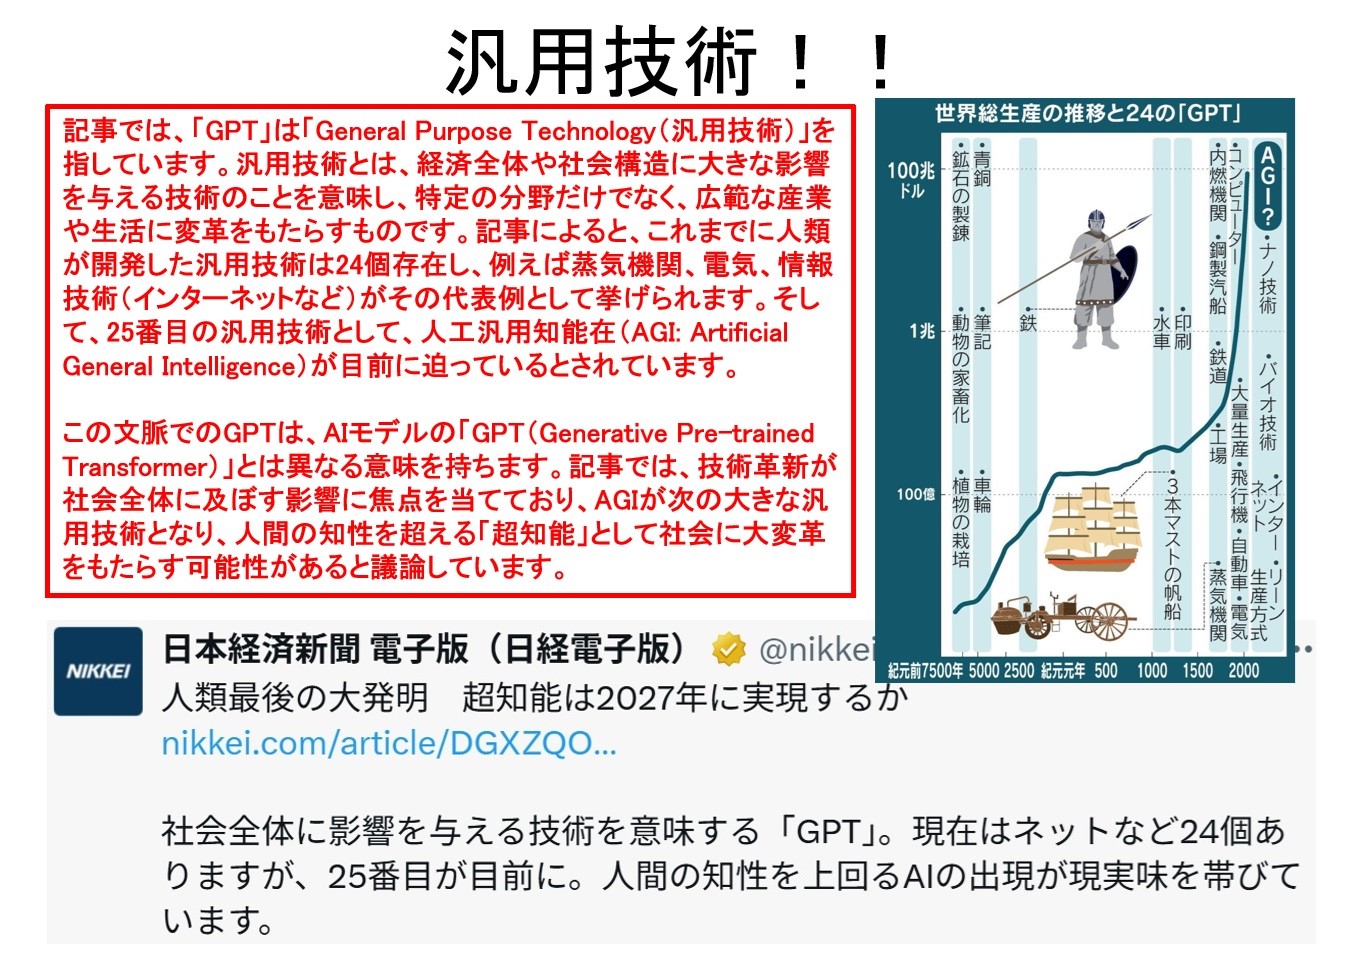 汎用技術！！
記事では、「GPT」は「General Purpose Technology（汎用技術）」を
指しています。汎用技術とは、経済全体や社会構造に大きな影響
を与える技術のことを意味し、特定の分野だけでなく、広範な産業
や生活に変革をもたらすものです。記事によると、これまでに人類
が開発した汎用技術は24個存在し、例えば蒸気機関、電気、情報
技術（インターネットなど）がその代表例として挙げられます。そし
て、25番目の汎用技術として、人工汎用知能在（AGI: Artificial
General Intelligence）が目前に迫っているとされています。
この文脈でのGPTは、AIモデルの「GPT（Generative Pre-trained
Transformer）」とは異なる意味を持ちます。記事では、技術革新が
社会全体に及ぼす影響に焦点を当てており、AGIが次の大きな汎
用技術となり、人間の知性を超える「超知能」として社会に大変革
をもたらす可能性があると議論しています。
世界総生産の推移と24の「GPT」
100兆
ドル
1兆
100億
・鉱石の製錬
・動物の家畜化
・植物の栽培
・青銅
・筆記
・車輪
・鉄
・水車
・3本マストの帆船
・印刷
・内燃機関
・鋼製汽船
・鉄道
・工場
・蒸気機関
・コンピューター
・大量生産
・飛行機
・自動車
・電気
AGI?
・ナノ技術
・バイオ技術
・インターネット
・リーン生産方式
紀元前7500年 5000 2500 紀元元年 500 1000 1500 2000
NIKKEI
日本経済新聞 電子版（日経電子版） @nikkei
人類最後の大発明　超知能は2027年に実現するか
nikkei.com/article/DGXZQO…
社会全体に影響を与える技術を意味する「GPT」。現在はネットなど24個あ
りますが、25番目が目前に。人間の知性を上回るAIの出現が現実味を帯びて
います。